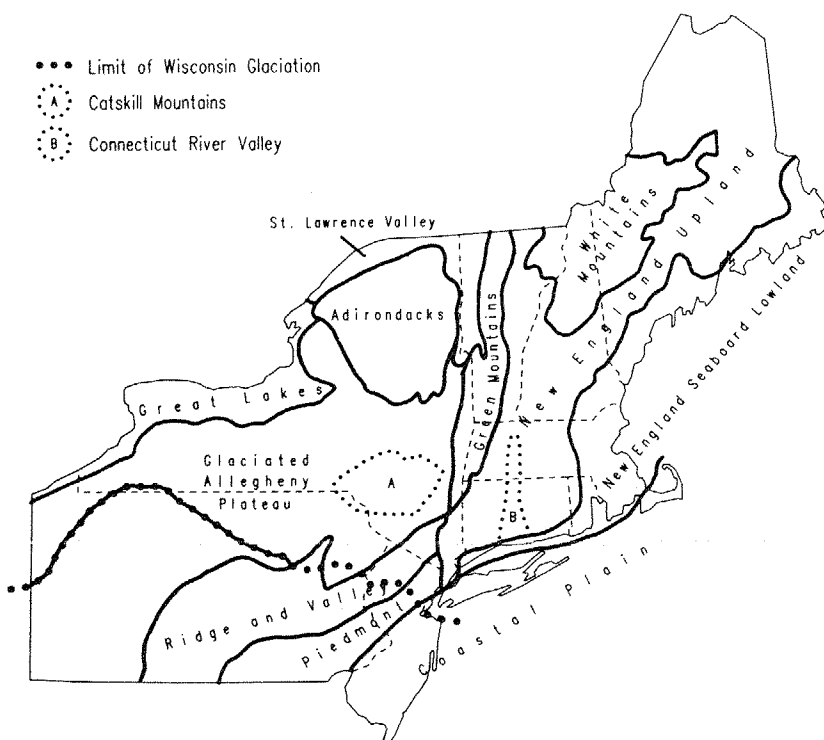 Limit of Wisconsin Glaciation
A Catskill Mountains
B Connecticut River Valley
St. Lawrence Valley
White
Mountains
New England Upland
Adirondacks
Green Mountains
Great Lakes
New England Seaboard Lowland
Glaciated
Allegheny
Plateau
A
B
Ridge and Valley
Piedmont
Coastal Plain